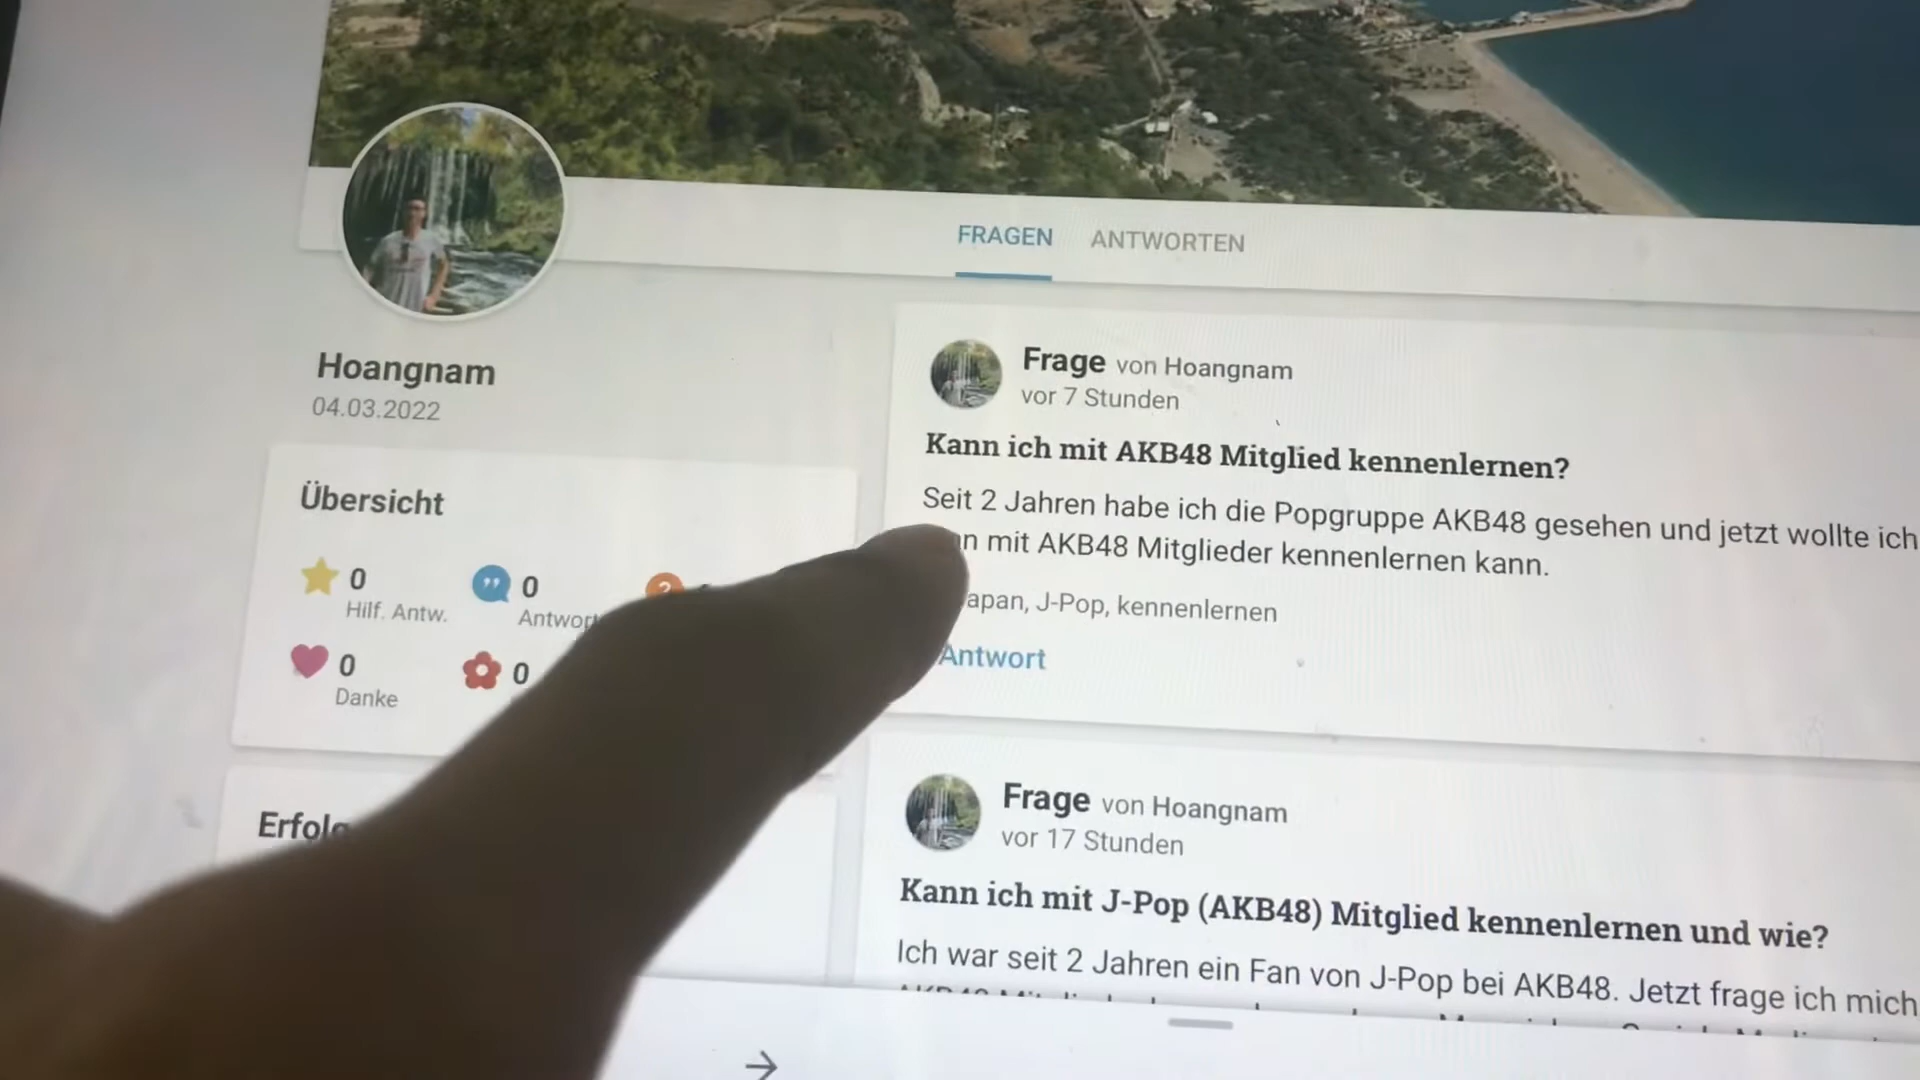 FRAGEN ANTWORTEN
Hoangnam
04.03.2022
Übersicht
0
Hilf. Antw.
0
0
Danke
0
Frage von Hoangnam
vor 7 Stunden
Kann ich mit AKB48 Mitglied kennenlernen?
Seit 2 Jahren habe ich die Popgruppe AKB48 gesehen und jetzt wollte ich
mit AKB48 Mitglieder kennenlernen kann.
J-Pop, kennenlernen
Antwort
Frage von Hoangnam
vor 17 Stunden
Kann ich mit J-Pop (AKB48) Mitglied kennenlernen und wie?
Ich war seit 2 Jahren ein Fan von J-Pop bei AKB48. Jetzt frage ich mich